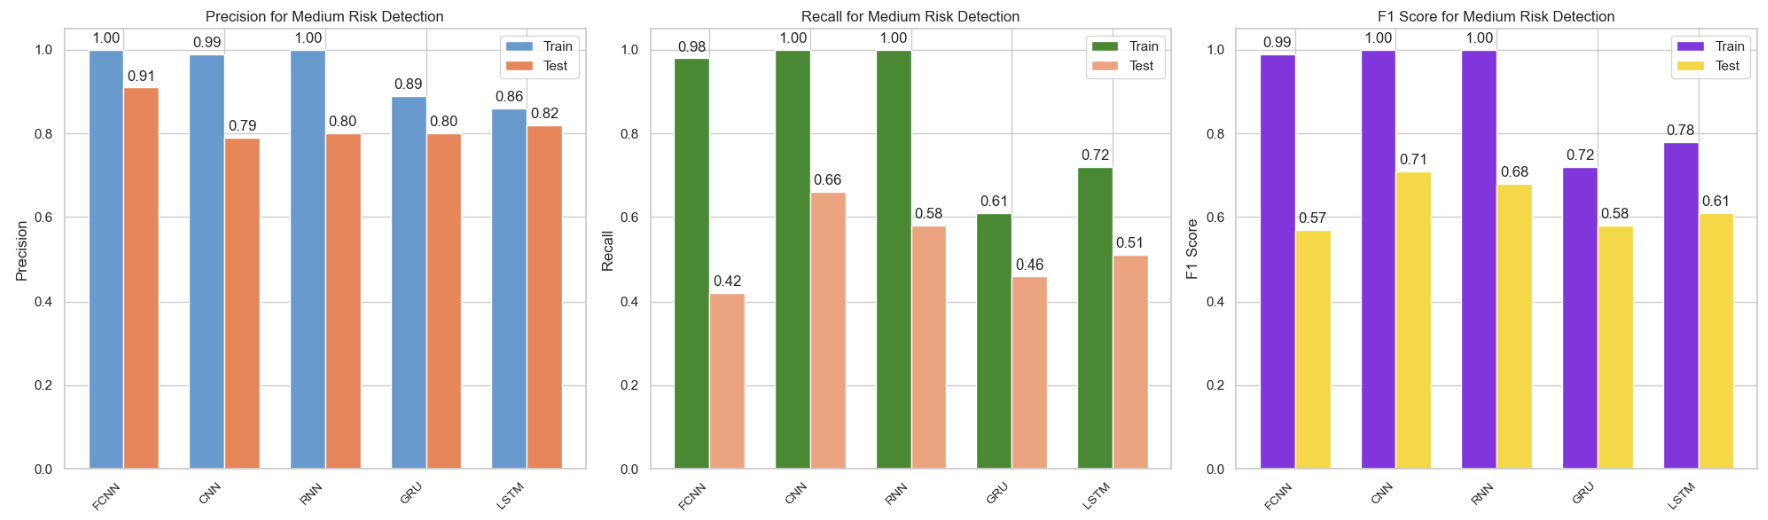 Precision for Medium Risk Detection
1.00
0.99
1.00
0.91
0.89
0.86
0.79
0.80
0.80
0.82
Train
Test
Precision
1.0
0.8
0.6
0.4
0.2
0.0
FCNN
CNN
RNN
GRU
LSTM
Recall for Medium Risk Detection
0.98
1.00
1.00
0.61
0.72
0.42
0.66
0.58
0.46
0.51
Train
Test
Recall
1.0
0.8
0.6
0.4
0.2
0.0
FCNN
CNN
RNN
GRU
LSTM
F1 Score for Medium Risk Detection
0.99
1.00
1.00
0.72
0.78
0.57
0.71
0.68
0.58
0.61
Train
Test
F1 Score
1.0
0.8
0.6
0.4
0.2
0.0
FCNN
CNN
RNN
GRU
LSTM